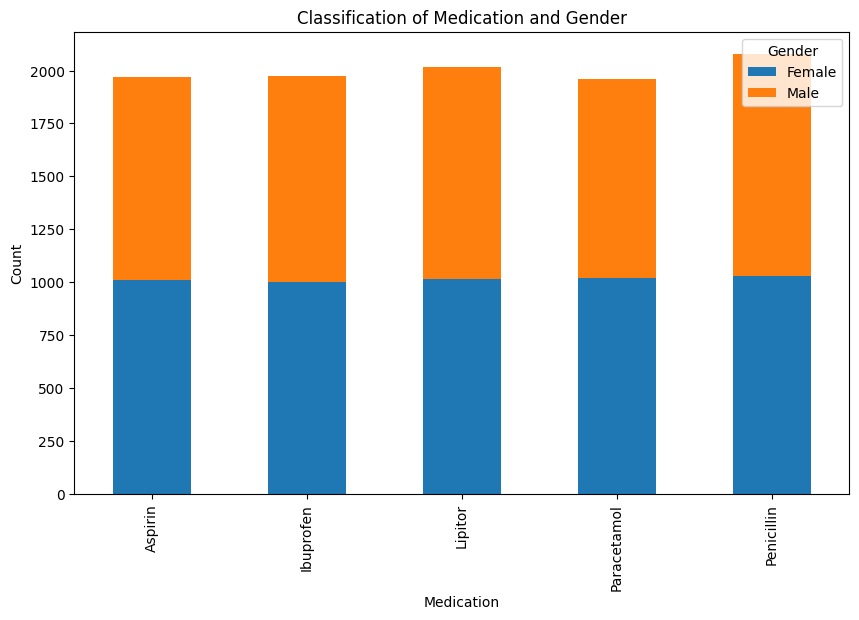 Classification of Medication and Gender
Gender
Female
Male
2000
1750
1500
1250
1000
750
500
250
0
Count
Aspirin
Ibuprofen
Lipitor
Paracetamol
Penicillin
Medication